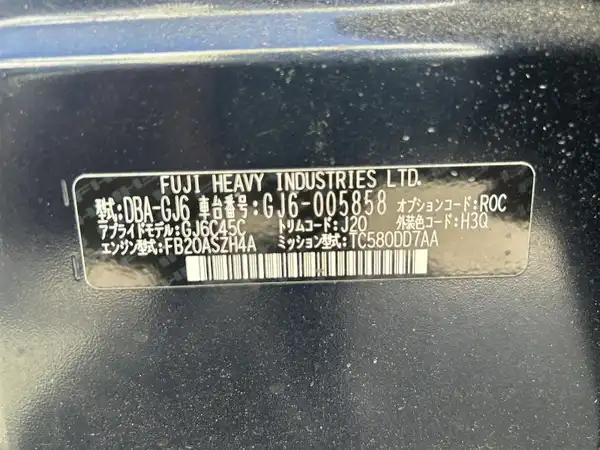 FUJI HEAVY INDUSTRIES LTD.
型式:DBA-GJ6 車台番号:GJ6-005858 オプションコード:ROC
アプライドモデル:GJ6C45C トリムコード:J20 外装色コード:H3Q
エンジン型式:FB20ASZH4A ミッション型式:TC580DD7AA